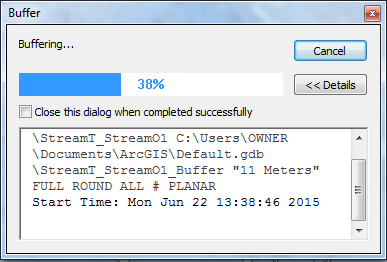 Buffer
Buffering...
Cancel
38%
<< Details
Close this dialog when completed successfully
\StreamT_StreamO1 C:\Users\OWNER
\Documents\ArcGIS\Default.gdb
\StreamT_StreamO1_Buffer "11 Meters"
FULL ROUND ALL # PLANAR
Start Time: Mon Jun 22 13:38:46 2015